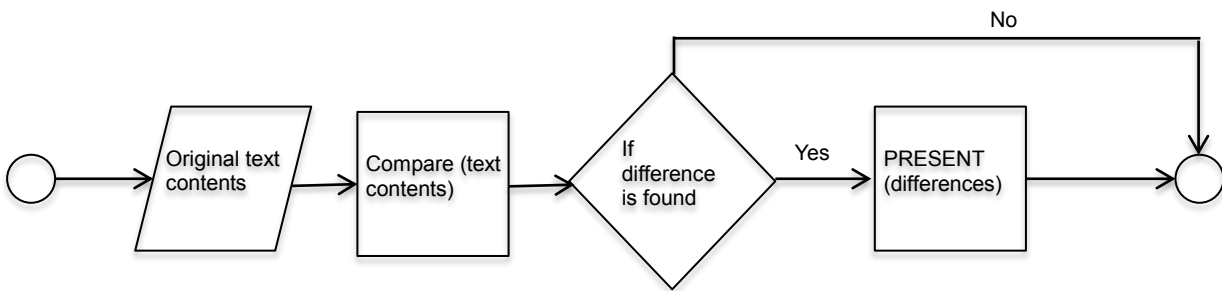 No
Original text
contents
Compare (text
contents)
If
difference
is found
Yes
PRESENT
(differences)